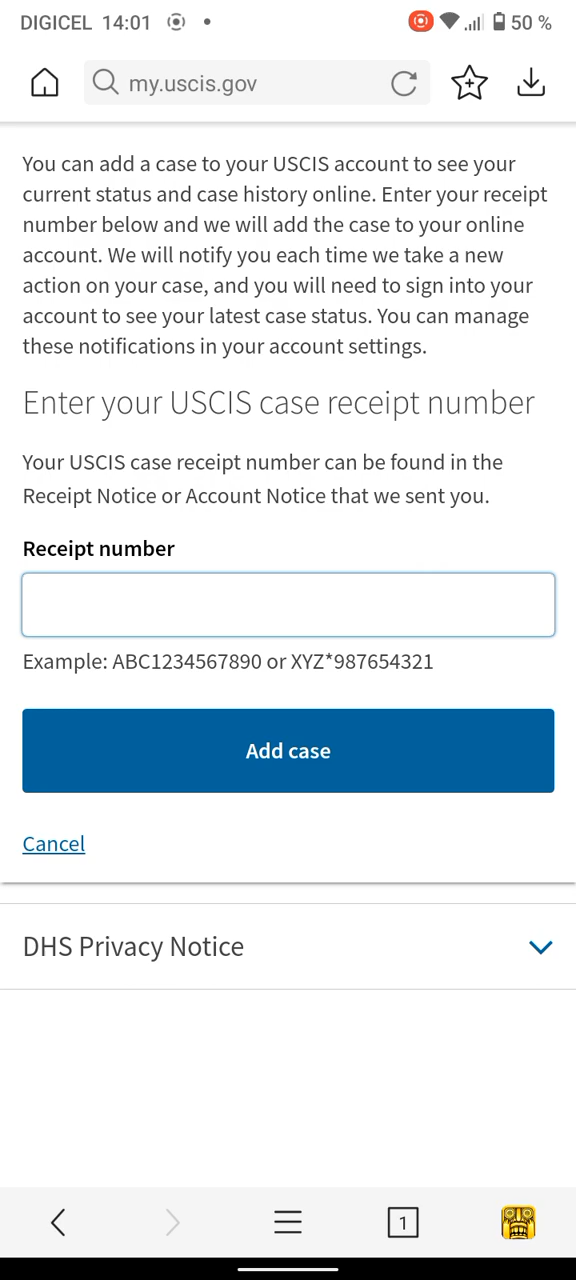 DIGICEL 14:01
50 %
my.uscis.gov
You can add a case to your USCIS account to see your
current status and case history online. Enter your receipt
number below and we will add the case to your online
account. We will notify you each time we take a new
action on your case, and you will need to sign into your
account to see your latest case status. You can manage
these notifications in your account settings.
Enter your USCIS case receipt number
Your USCIS case receipt number can be found in the
Receipt Notice or Account Notice that we sent you.
Receipt number
Example: ABC1234567890 or XYZ*987654321
Add case
Cancel
DHS Privacy Notice
1